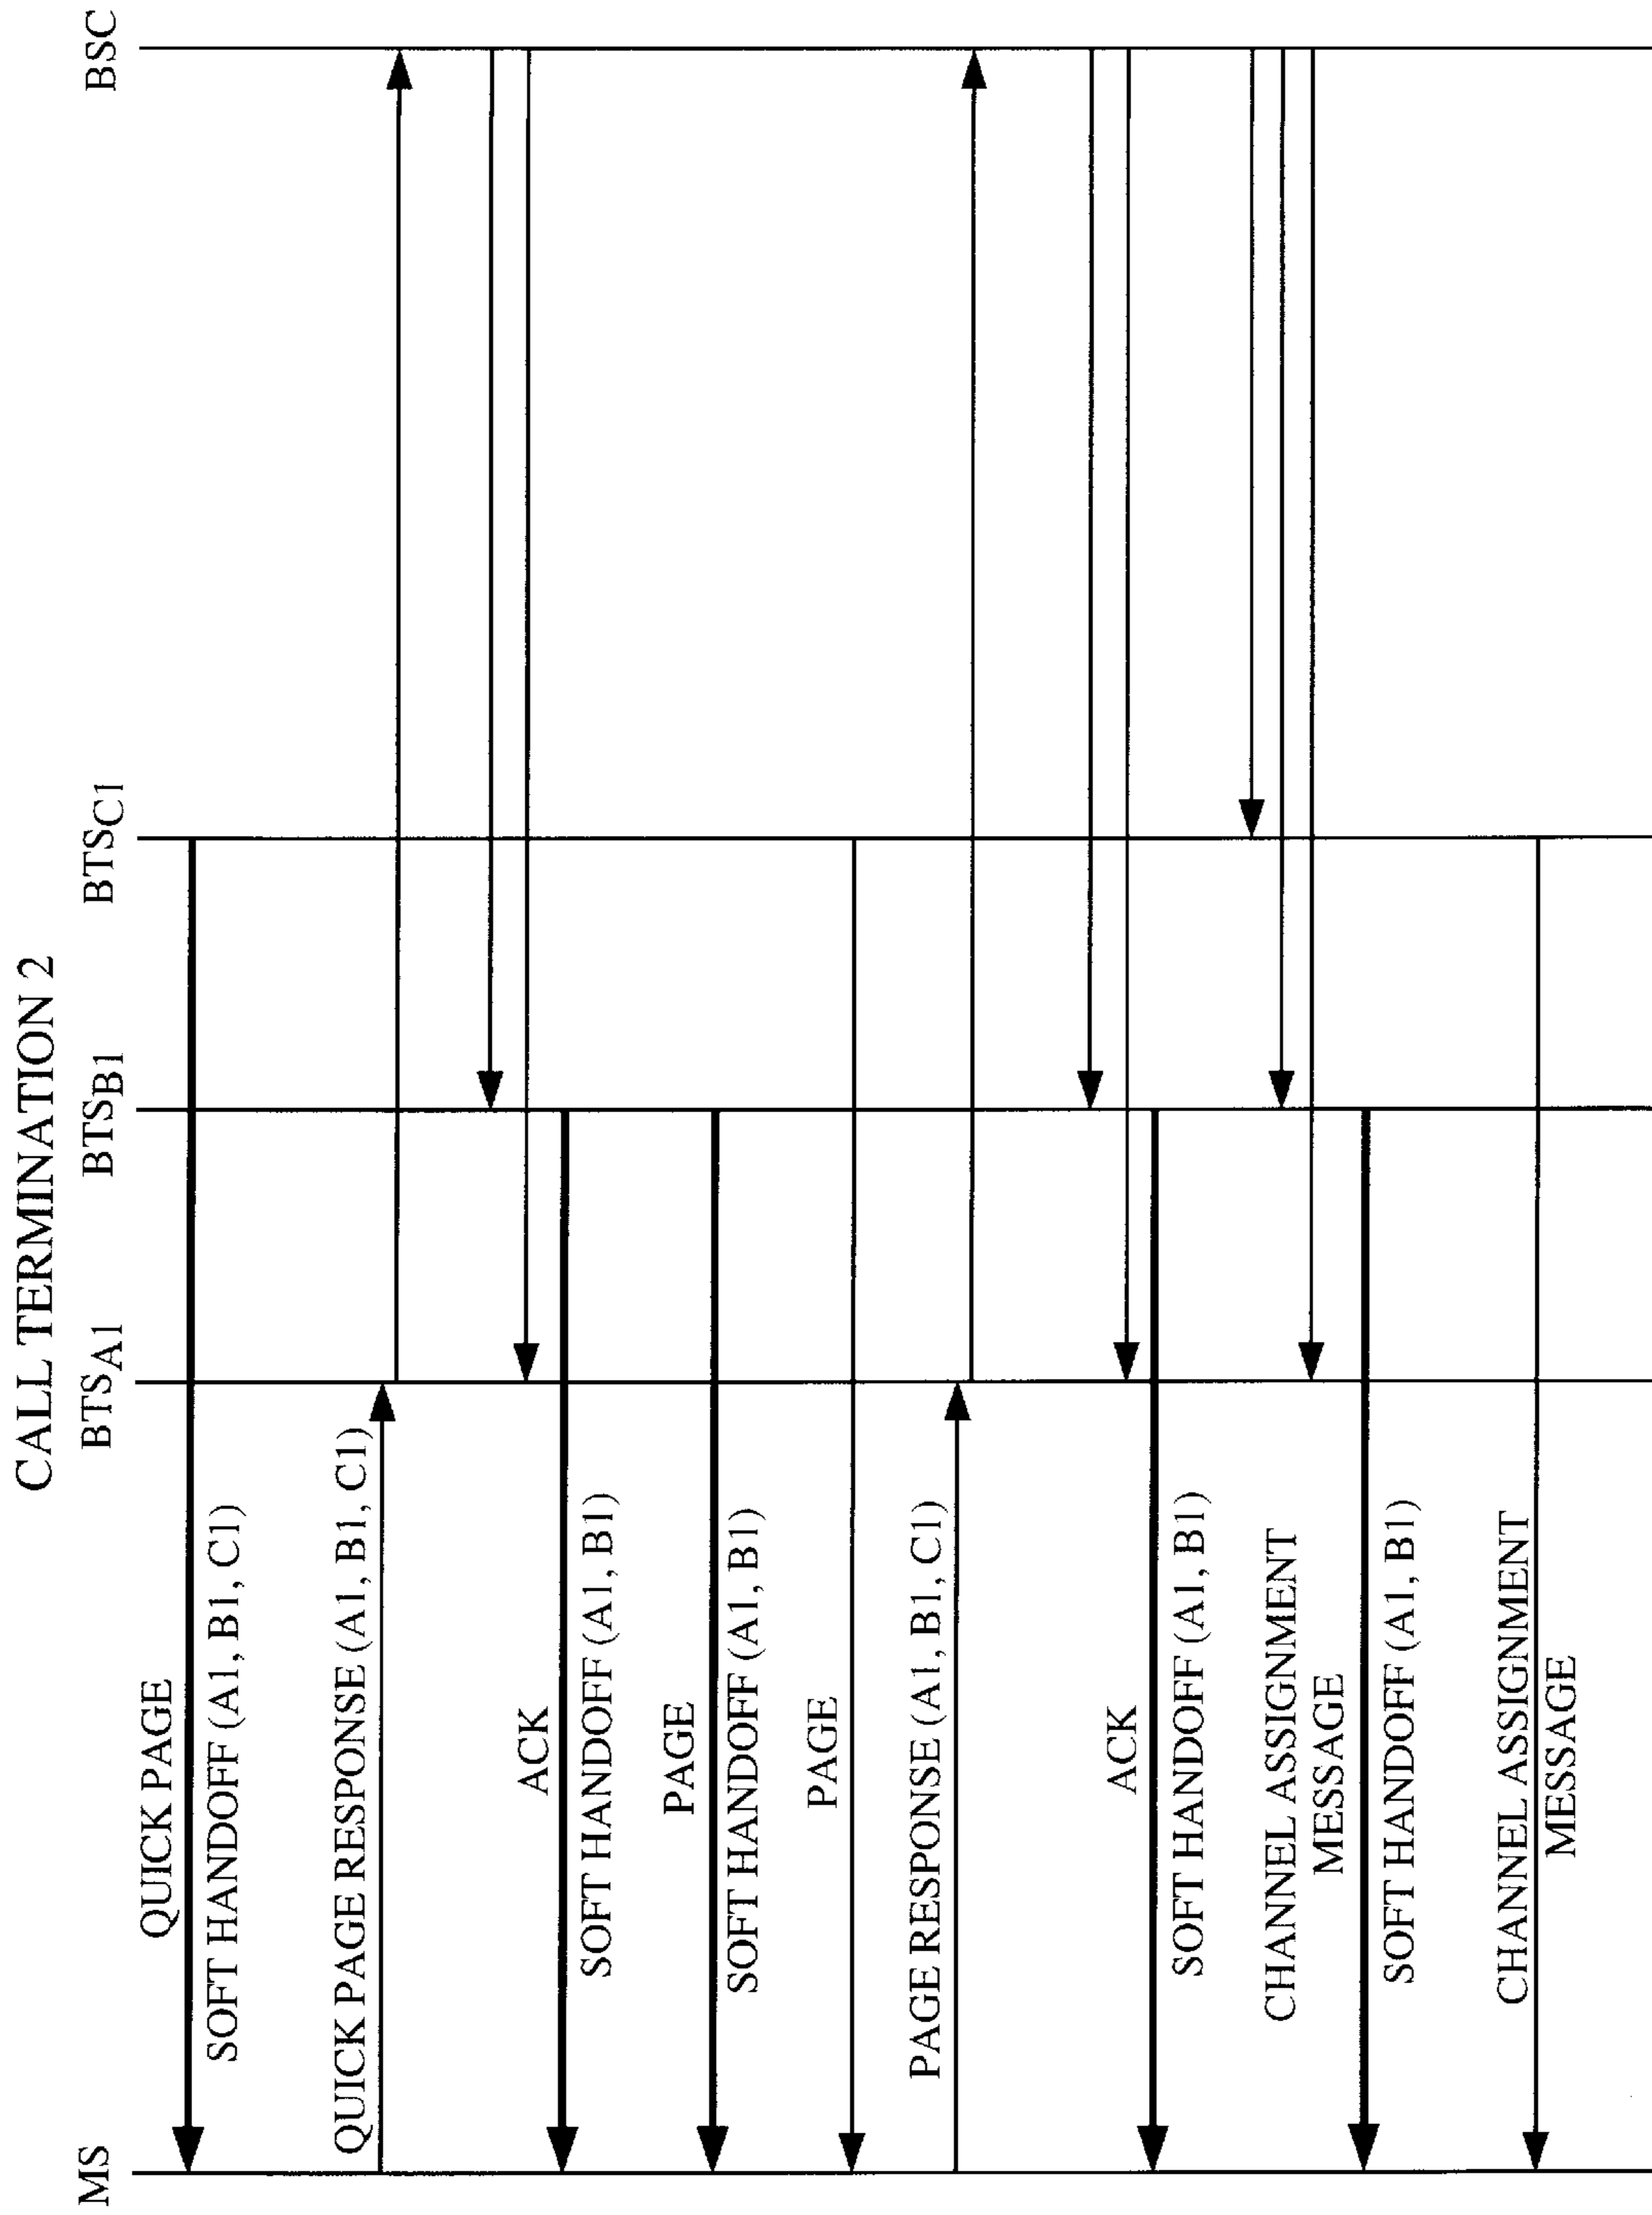 CALL TERMINATION 2
MS
BTSA1
BTSB1
BTSC1
BSC
QUICK PAGE
SOFT HANDOFF (A1, B1, C1)
QUICK PAGE RESPONSE (A1, B1, C1)
ACK
SOFT HANDOFF (A1, B1)
PAGE
SOFT HANDOFF (A1, B1)
PAGE
PAGE RESPONSE (A1, B1, C1)
ACK
SOFT HANDOFF (A1, B1)
CHANNEL ASSIGNMENT
MESSAGE
SOFT HANDOFF (A1, B1)
CHANNEL ASSIGNMENT
MESSAGE